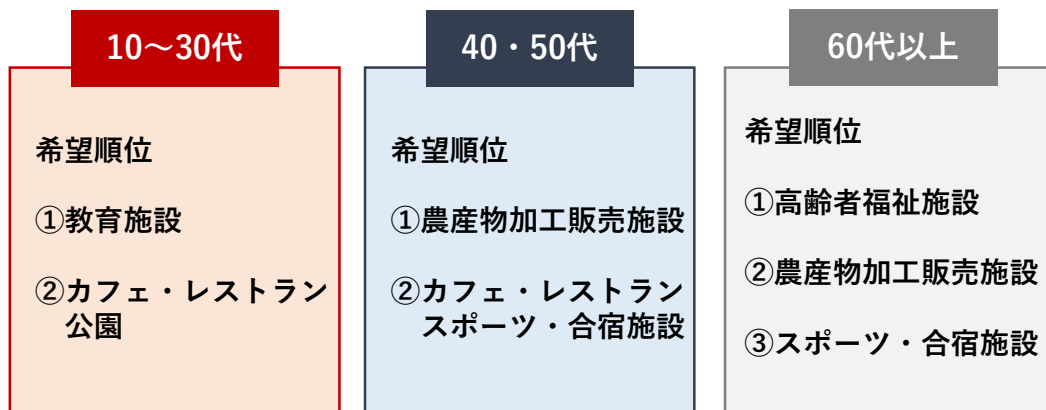 10～30代
希望順位
①教育施設
②カフェ・レストラン
公園
40・50代
希望順位
①農産物加工販売施設
②カフェ・レストラン
スポーツ・合宿施設
60代以上
希望順位
①高齢者福祉施設
②農産物加工販売施設
③スポーツ・合宿施設